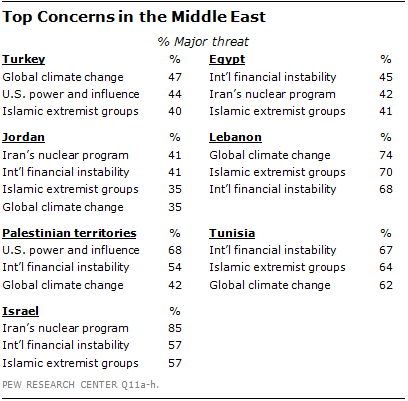 Top Concerns in the Middle East
% Major threat
Turkey %
Global climate change 47
U.S. power and influence 44
Islamic extremist groups 40
Egypt %
Int'l financial instability 45
Iran's nuclear program 42
Islamic extremist groups 41
Jordan %
Iran's nuclear program 41
Int'l financial instability 41
Islamic extremist groups 35
Global climate change 35
Lebanon %
Global climate change 74
Islamic extremist groups 70
Int'l financial instability 68
Palestinian territories %
U.S. power and influence 68
Int'l financial instability 54
Global climate change 42
Tunisia %
Int'l financial instability 67
Islamic extremist groups 64
Global climate change 62
Israel %
Iran's nuclear program 85
Int'l financial instability 57
Islamic extremist groups 57
PEW RESEARCH CENTER Q11a-h.